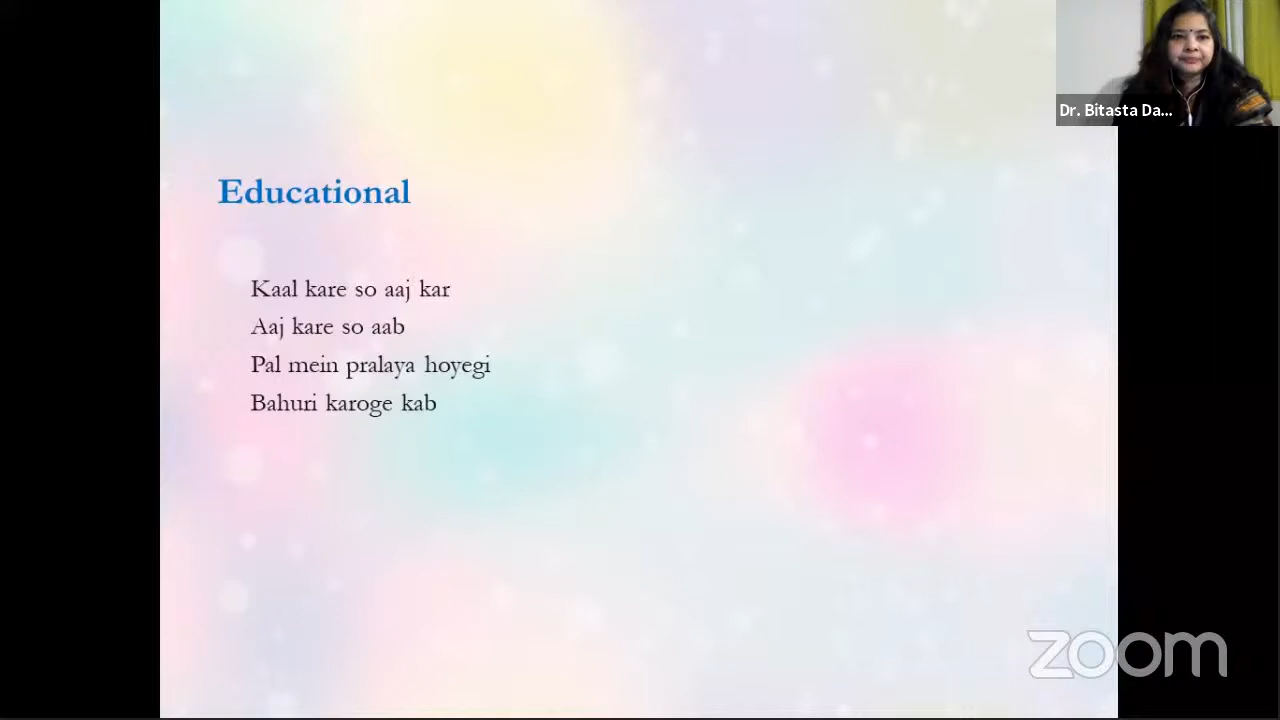 Educational
Kaal kare so aaj kar
Aaj kare so aab
Pal mein pralaya hoyegi
Bahuri karoge kab
Dr. Bitasta Da...
zoom